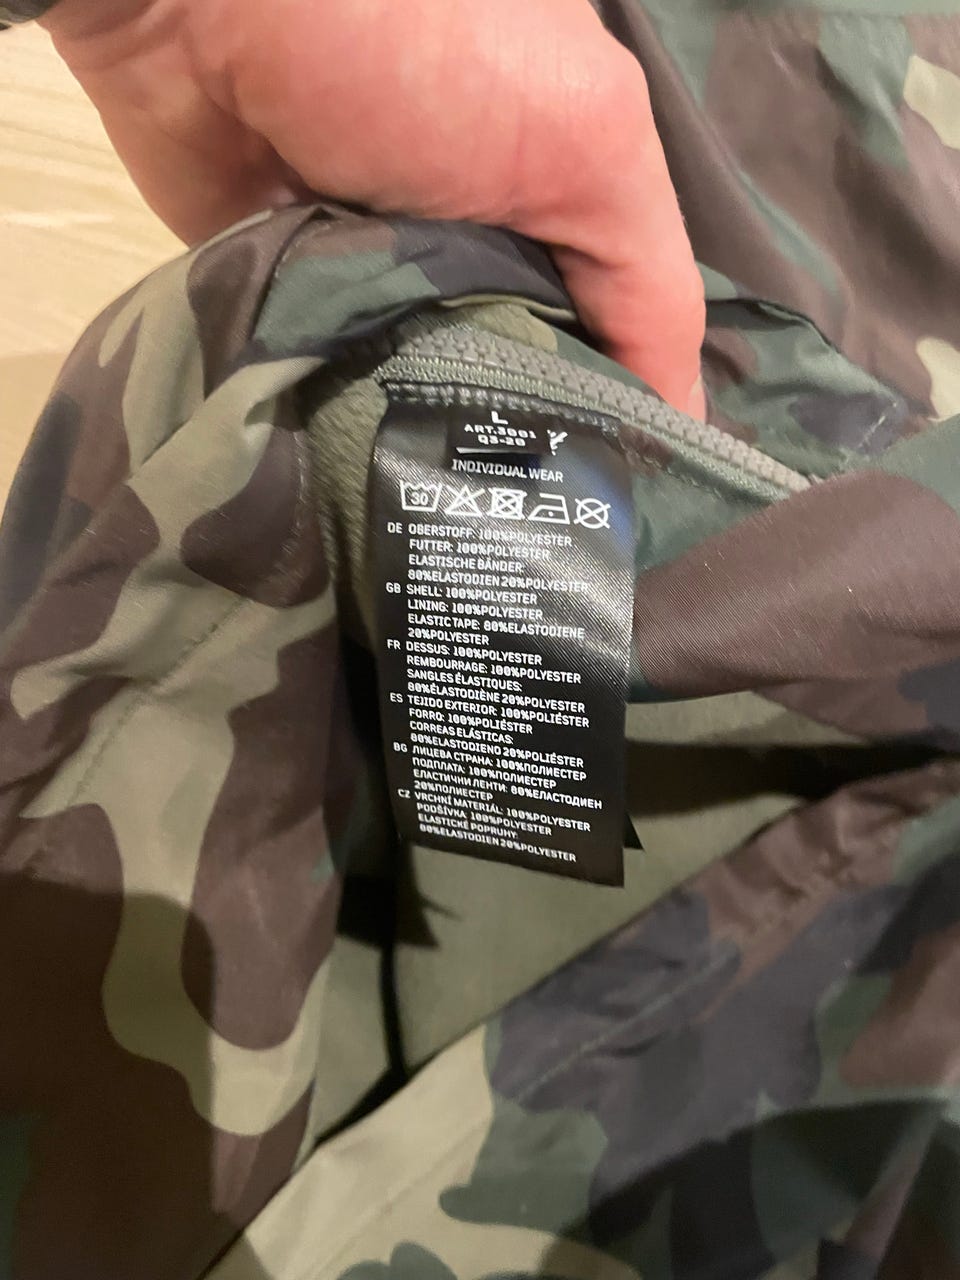 L
ART.3001
Q3-20
INDIVIDUAL WEAR
30
DE OBERSTOFF: 100%POLYESTER
FUTTER: 100%POLYESTER
ELASTISCHE BÄNDER:
80%ELASTODIEN 20%POLYESTER
GB SHELL: 100%POLYESTER
LINING: 100%POLYESTER
ELASTIC TAPE: 80%ELASTODIENE
20%POLYESTER
FR DESSUS: 100%POLYESTER
REMBOURRAGE: 100%POLYESTER
SANGLES ÉLASTIQUES:
80%ÉLASTODIÈNE 20%POLYESTER
ES TEJIDO EXTERIOR: 100%POLIÉSTER
FORRO: 100%POLIÉSTER
CORREAS ELÁSTICAS:
80%ELASTODIENO 20%POLIÉSTER
BG ЛИЦЕВА СТРАНА: 100%ПОЛИЕСТЕР
ПОДПЛАТА: 100%ПОЛИЕСТЕР
ЕЛАСТИЧНИ ЛЕНТИ: 80%ЕЛАСТОДИЕН
20%ПОЛИЕСТЕР
CZ VRCHNÍ MATERIÁL: 100%POLYESTER
PODŠÍVKA: 100%POLYESTER
ELASTICKÉ POPRUHY:
80%ELASTODIEN 20%POLYESTER